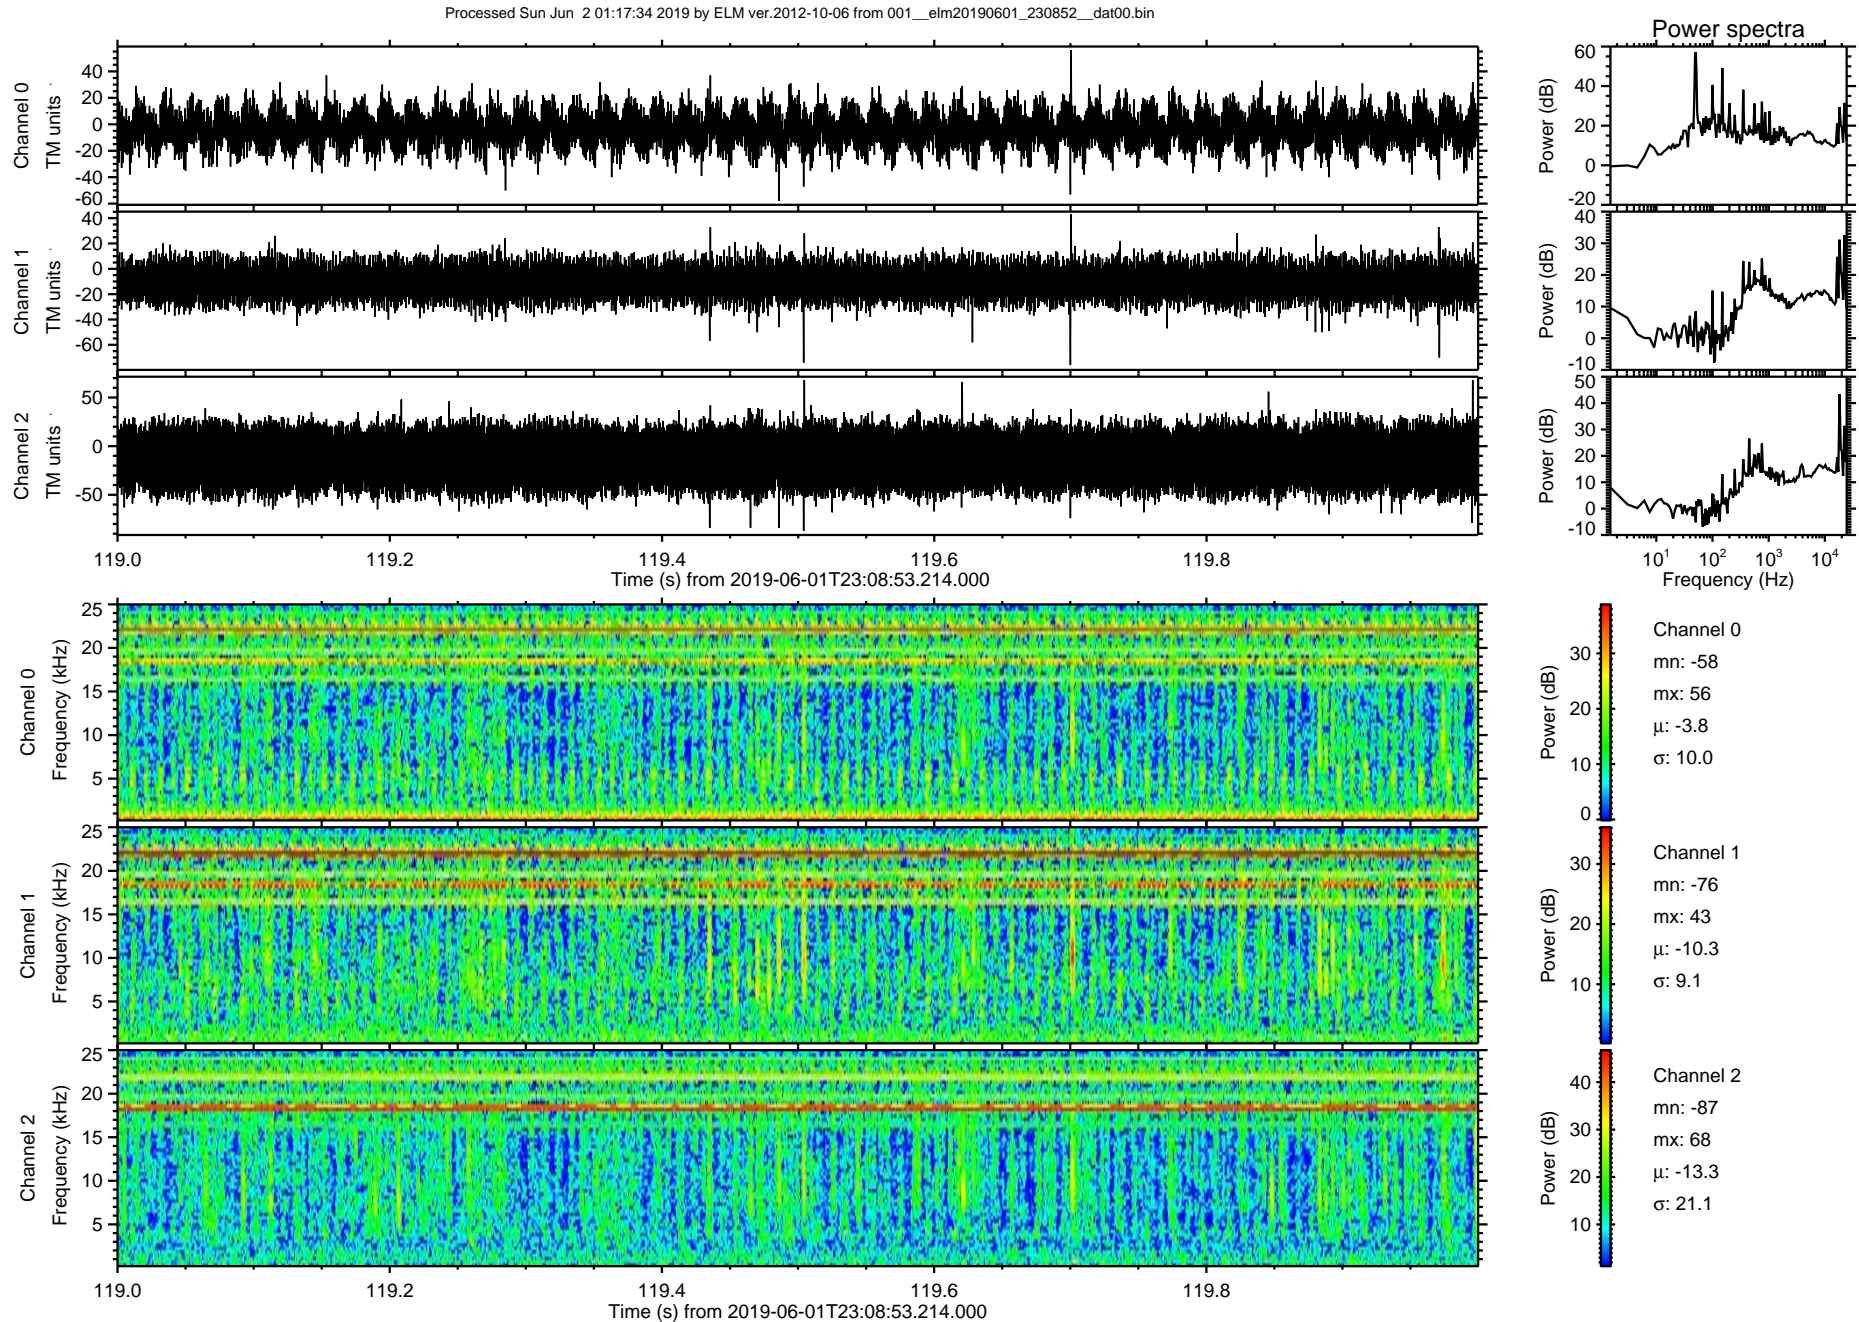 Processed Sun Jun  2 01:17:34 2019 by ELM ver.2012-10-06 from 001__elm20190601_230852__dat00.bin
Power spectra
Channel 0
TM units
40
20
0
-20
-40
-60
Power (dB)
60
40
20
0
-20
Channel 1
TM units
40
20
0
-20
-40
-60
Power (dB)
40
30
20
10
0
-10
Channel 2
TM units
50
0
-50
Power (dB)
50
40
30
20
10
0
-10
119.0 119.2 119.4 119.6 119.8
Time (s) from 2019-06-01T23:08:53.214.000
10^1 10^2 10^3 10^4
Frequency (Hz)
Channel 0
Frequency (kHz)
25
20
15
10
5
Power (dB)
30
20
10
0
Channel 0
mn: -58
mx: 56
μ: -3.8
σ: 10.0
Channel 1
Frequency (kHz)
25
20
15
10
5
Power (dB)
30
20
10
Channel 1
mn: -76
mx: 43
μ: -10.3
σ: 9.1
Channel 2
Frequency (kHz)
25
20
15
10
5
Power (dB)
40
30
20
10
Channel 2
mn: -87
mx: 68
μ: -13.3
σ: 21.1
119.0 119.2 119.4 119.6 119.8
Time (s) from 2019-06-01T23:08:53.214.000